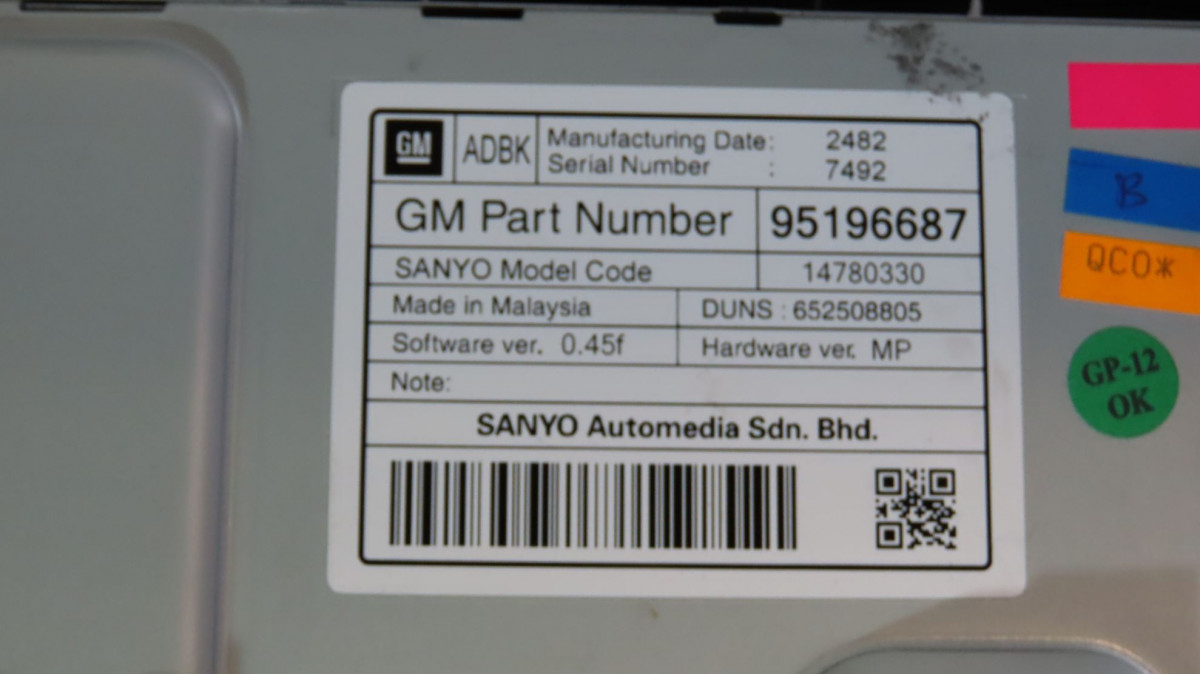 GM ADBK Manufacturing Date: 2482
Serial Number : 7492
GM Part Number 95196687
SANYO Model Code 14780330
Made in Malaysia DUNS : 652508805
Software ver. 0.45f Hardware ver. MP
Note:
SANYO Automedia Sdn. Bhd.
B
QCO*
GP-12
OK